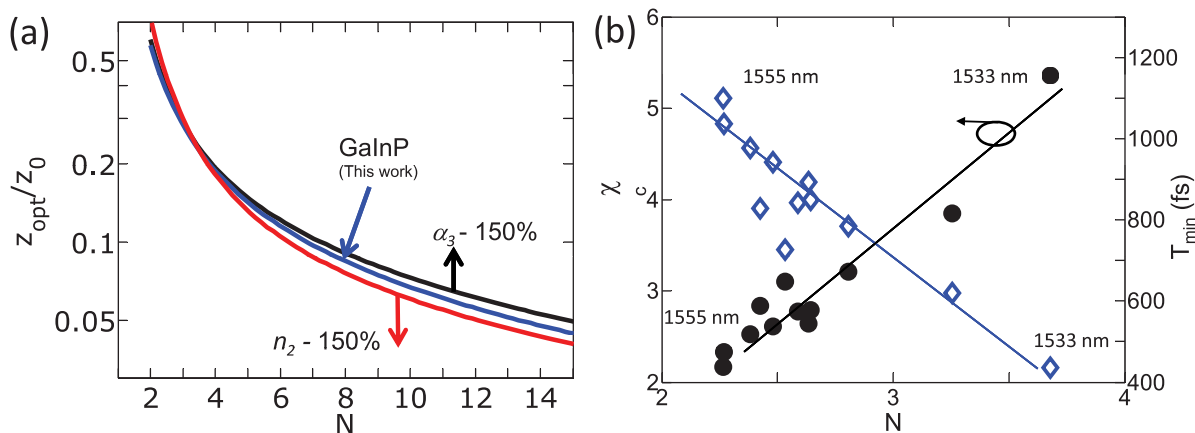 (a)
0.5
0.2
0.1
0.05
z_opt/z_0
GaInP
(This work)
α_3 - 150%
n_2 - 150%
2 4 6 8 10 12 14
N
(b)
6
5
4
3
2
χ_c
1555 nm
1533 nm
1555 nm
1533 nm
1200
1000
800
600
400
T_min (fs)
2 3 4
N